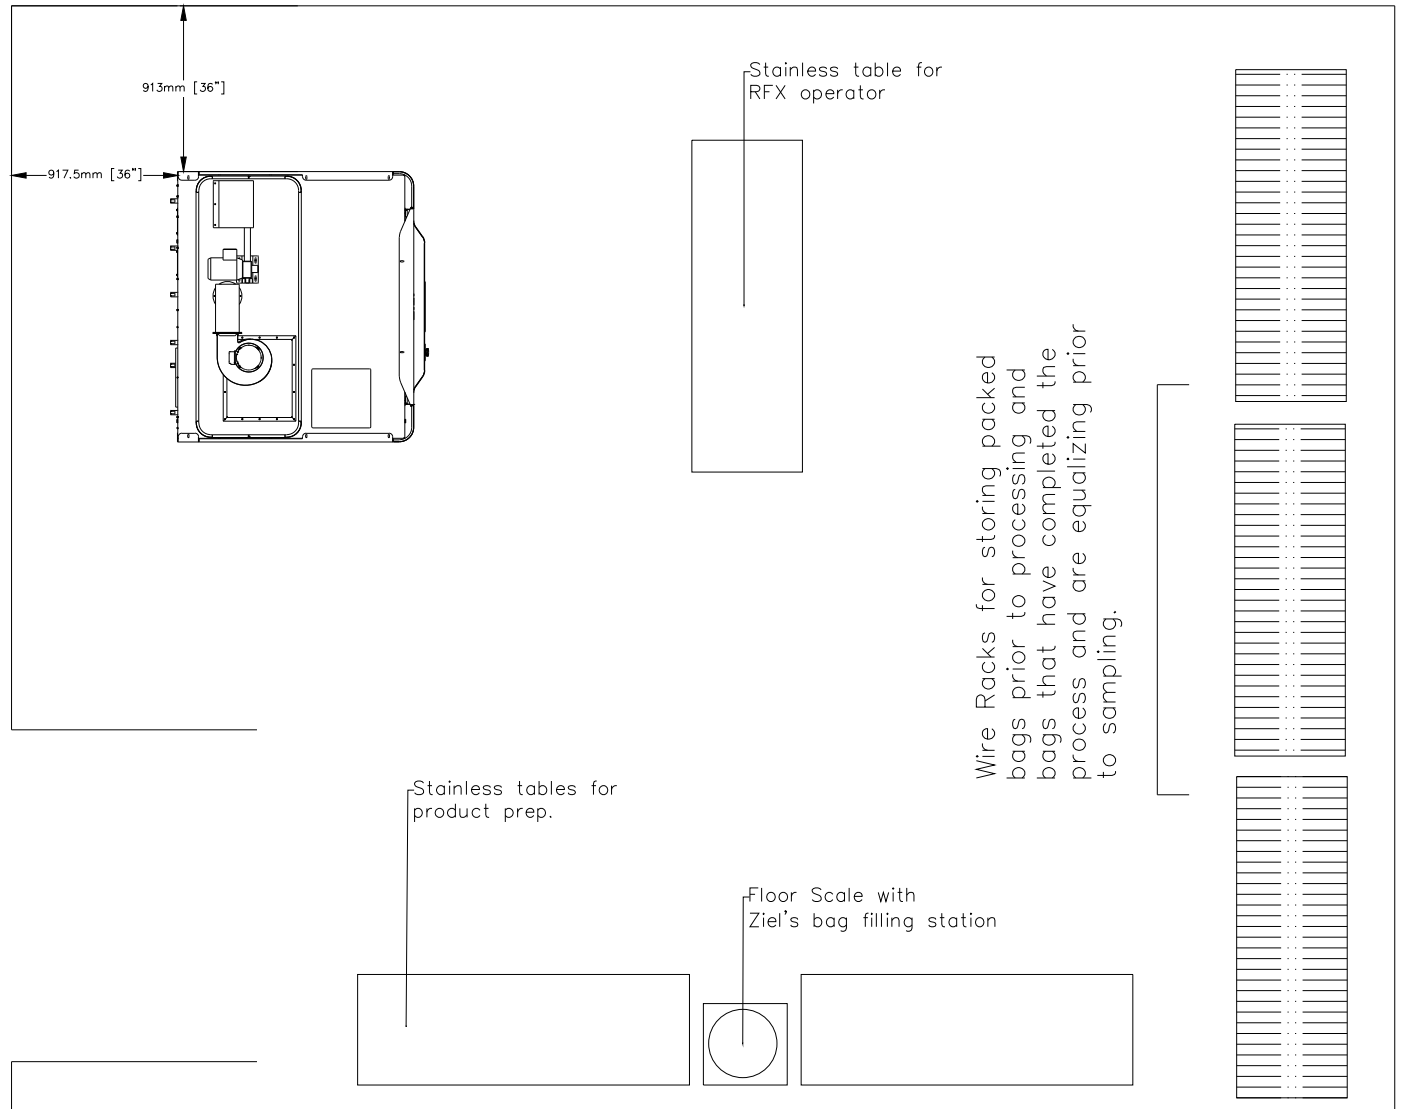 913mm [36"]
917.5mm [36"]
Stainless table for
RFX operator
Wire Racks for storing packed
bags prior to processing and
bags that have completed the
process and are equalizing prior
to sampling.
Stainless tables for
product prep.
Floor Scale with
Ziel's bag filling station